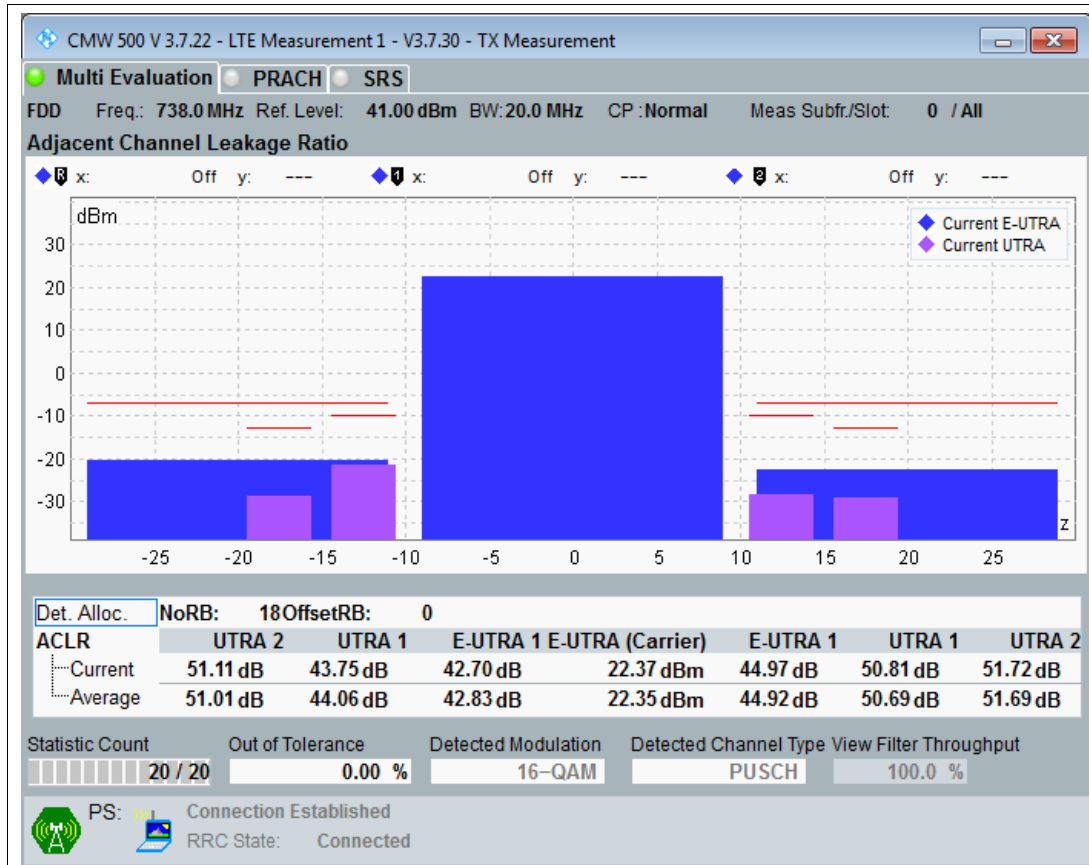 CMW 500 V 3.7.22 - LTE Measurement 1 - V3.7.30 - TX Measurement
Multi Evaluation PRACH SRS
FDD Freq.: 738.0 MHz Ref. Level: 41.00 dBm BW: 20.0 MHz CP : Normal Meas Subfr./Slot: 0 / All
Adjacent Channel Leakage Ratio
R x: Off y: --- 1 x: Off y: --- 2 x: Off y: ---
dBm
Current E-UTRA
Current UTRA
30
20
10
0
-10
-20
-30
z
-25 -20 -15 -10 -5 0 5 10 15 20 25
Det. Alloc. NoRB: 18 OffsetRB: 0
ACLR UTRA 2 UTRA 1 E-UTRA 1 E-UTRA (Carrier) E-UTRA 1 UTRA 1 UTRA 2
Current 51.11 dB 43.75 dB 42.70 dB 22.37 dBm 44.97 dB 50.81 dB 51.72 dB
Average 51.01 dB 44.06 dB 42.83 dB 22.35 dBm 44.92 dB 50.69 dB 51.69 dB
Statistic Count Out of Tolerance Detected Modulation Detected Channel Type View Filter Throughput
20 / 20 0.00 % 16-QAM PUSCH 100.0 %
PS: Connection Established
RRC State: Connected